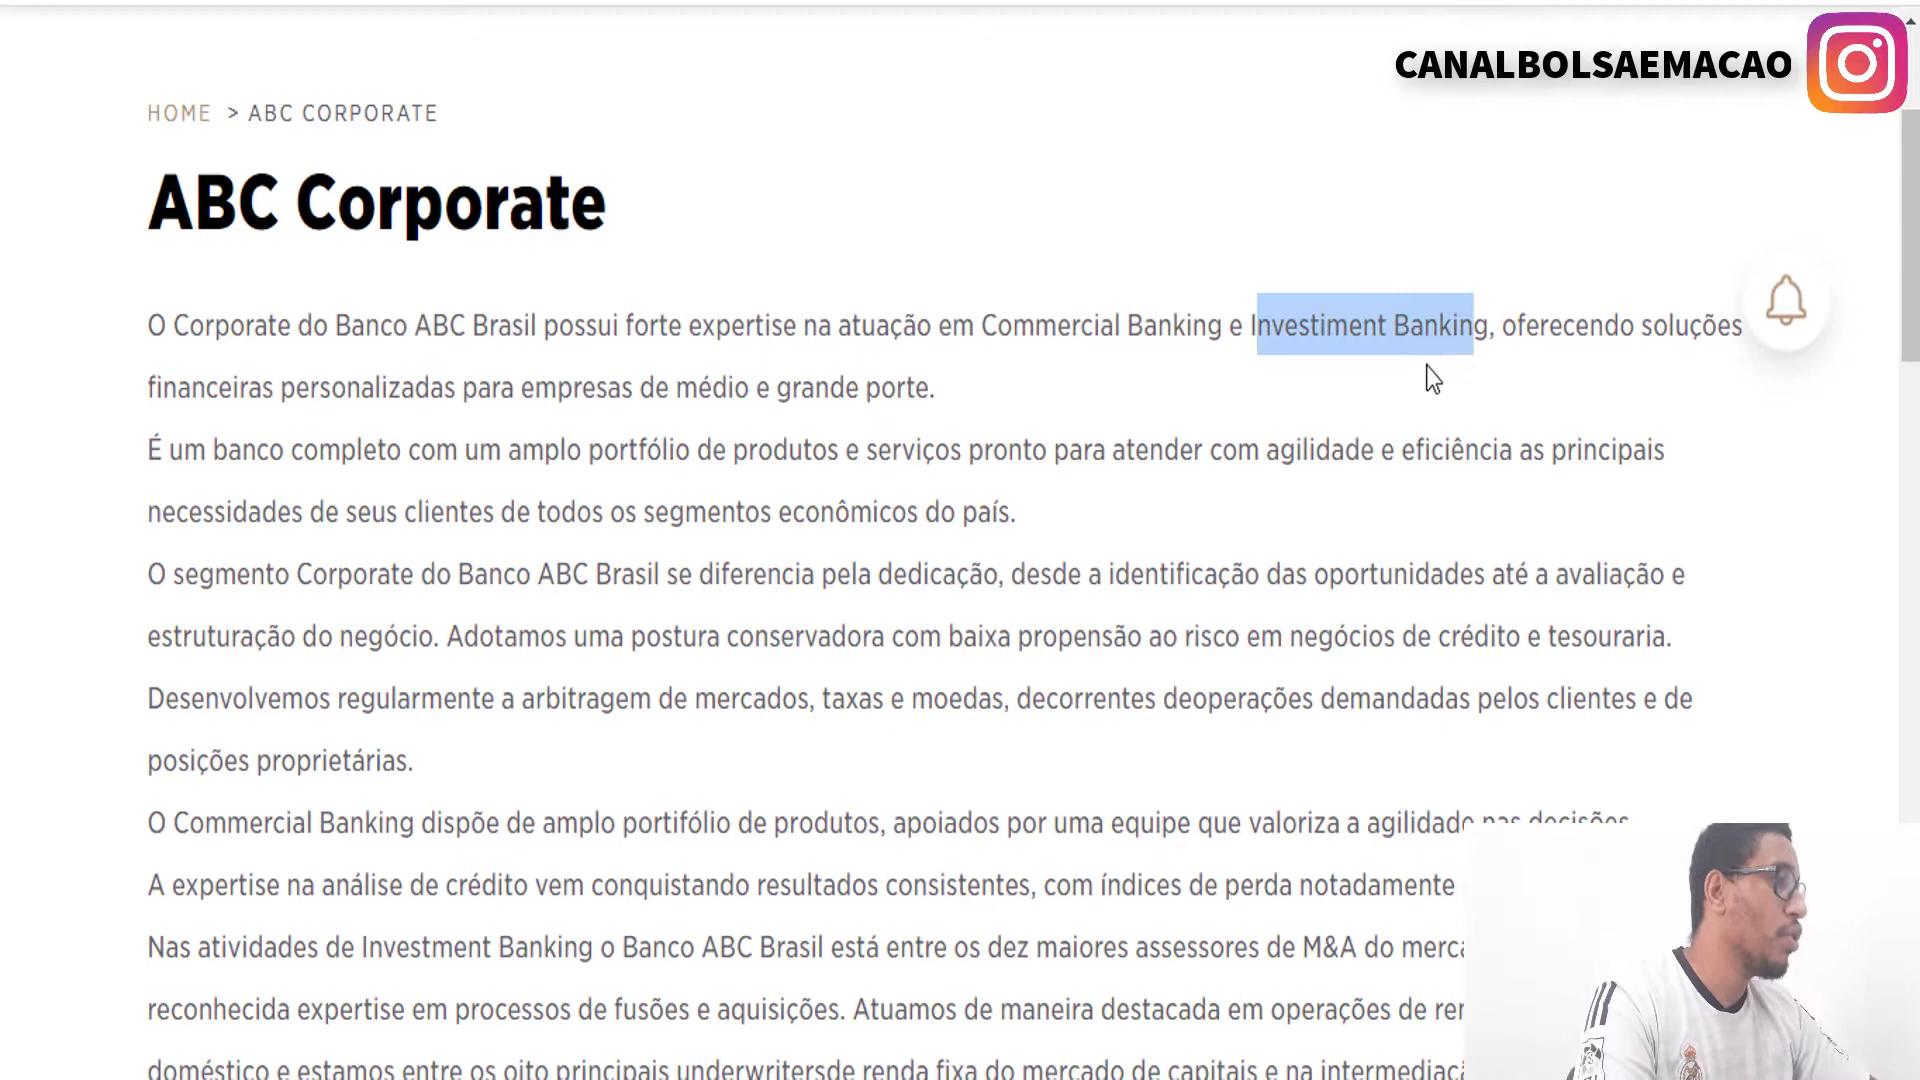 CANALBOLSAEMACAO
HOME > ABC CORPORATE
ABC Corporate
O Corporate do Banco ABC Brasil possui forte expertise na atuação em Commercial Banking e Investiment Banking, oferecendo soluções
financeiras personalizadas para empresas de médio e grande porte.
É um banco completo com um amplo portfólio de produtos e serviços pronto para atender com agilidade e eficiência as principais
necessidades de seus clientes de todos os segmentos econômicos do país.
O segmento Corporate do Banco ABC Brasil se diferencia pela dedicação, desde a identificação das oportunidades até a avaliação e
estruturação do negócio. Adotamos uma postura conservadora com baixa propensão ao risco em negócios de crédito e tesouraria.
Desenvolvemos regularmente a arbitragem de mercados, taxas e moedas, decorrentes deoperações demandadas pelos clientes e de
posições proprietárias.
O Commercial Banking dispõe de amplo portifólio de produtos, apoiados por uma equipe que valoriza a agilidade nas decisões.
A expertise na análise de crédito vem conquistando resultados consistentes, com índices de perda notadamente
Nas atividades de Investment Banking o Banco ABC Brasil está entre os dez maiores assessores de M&A do
reconhecida expertise em processos de fusões e aquisições. Atuamos de maneira destacada em operações de
doméstico e estamos entre os oito principais underwritersde renda fixa do mercado de capitais e na